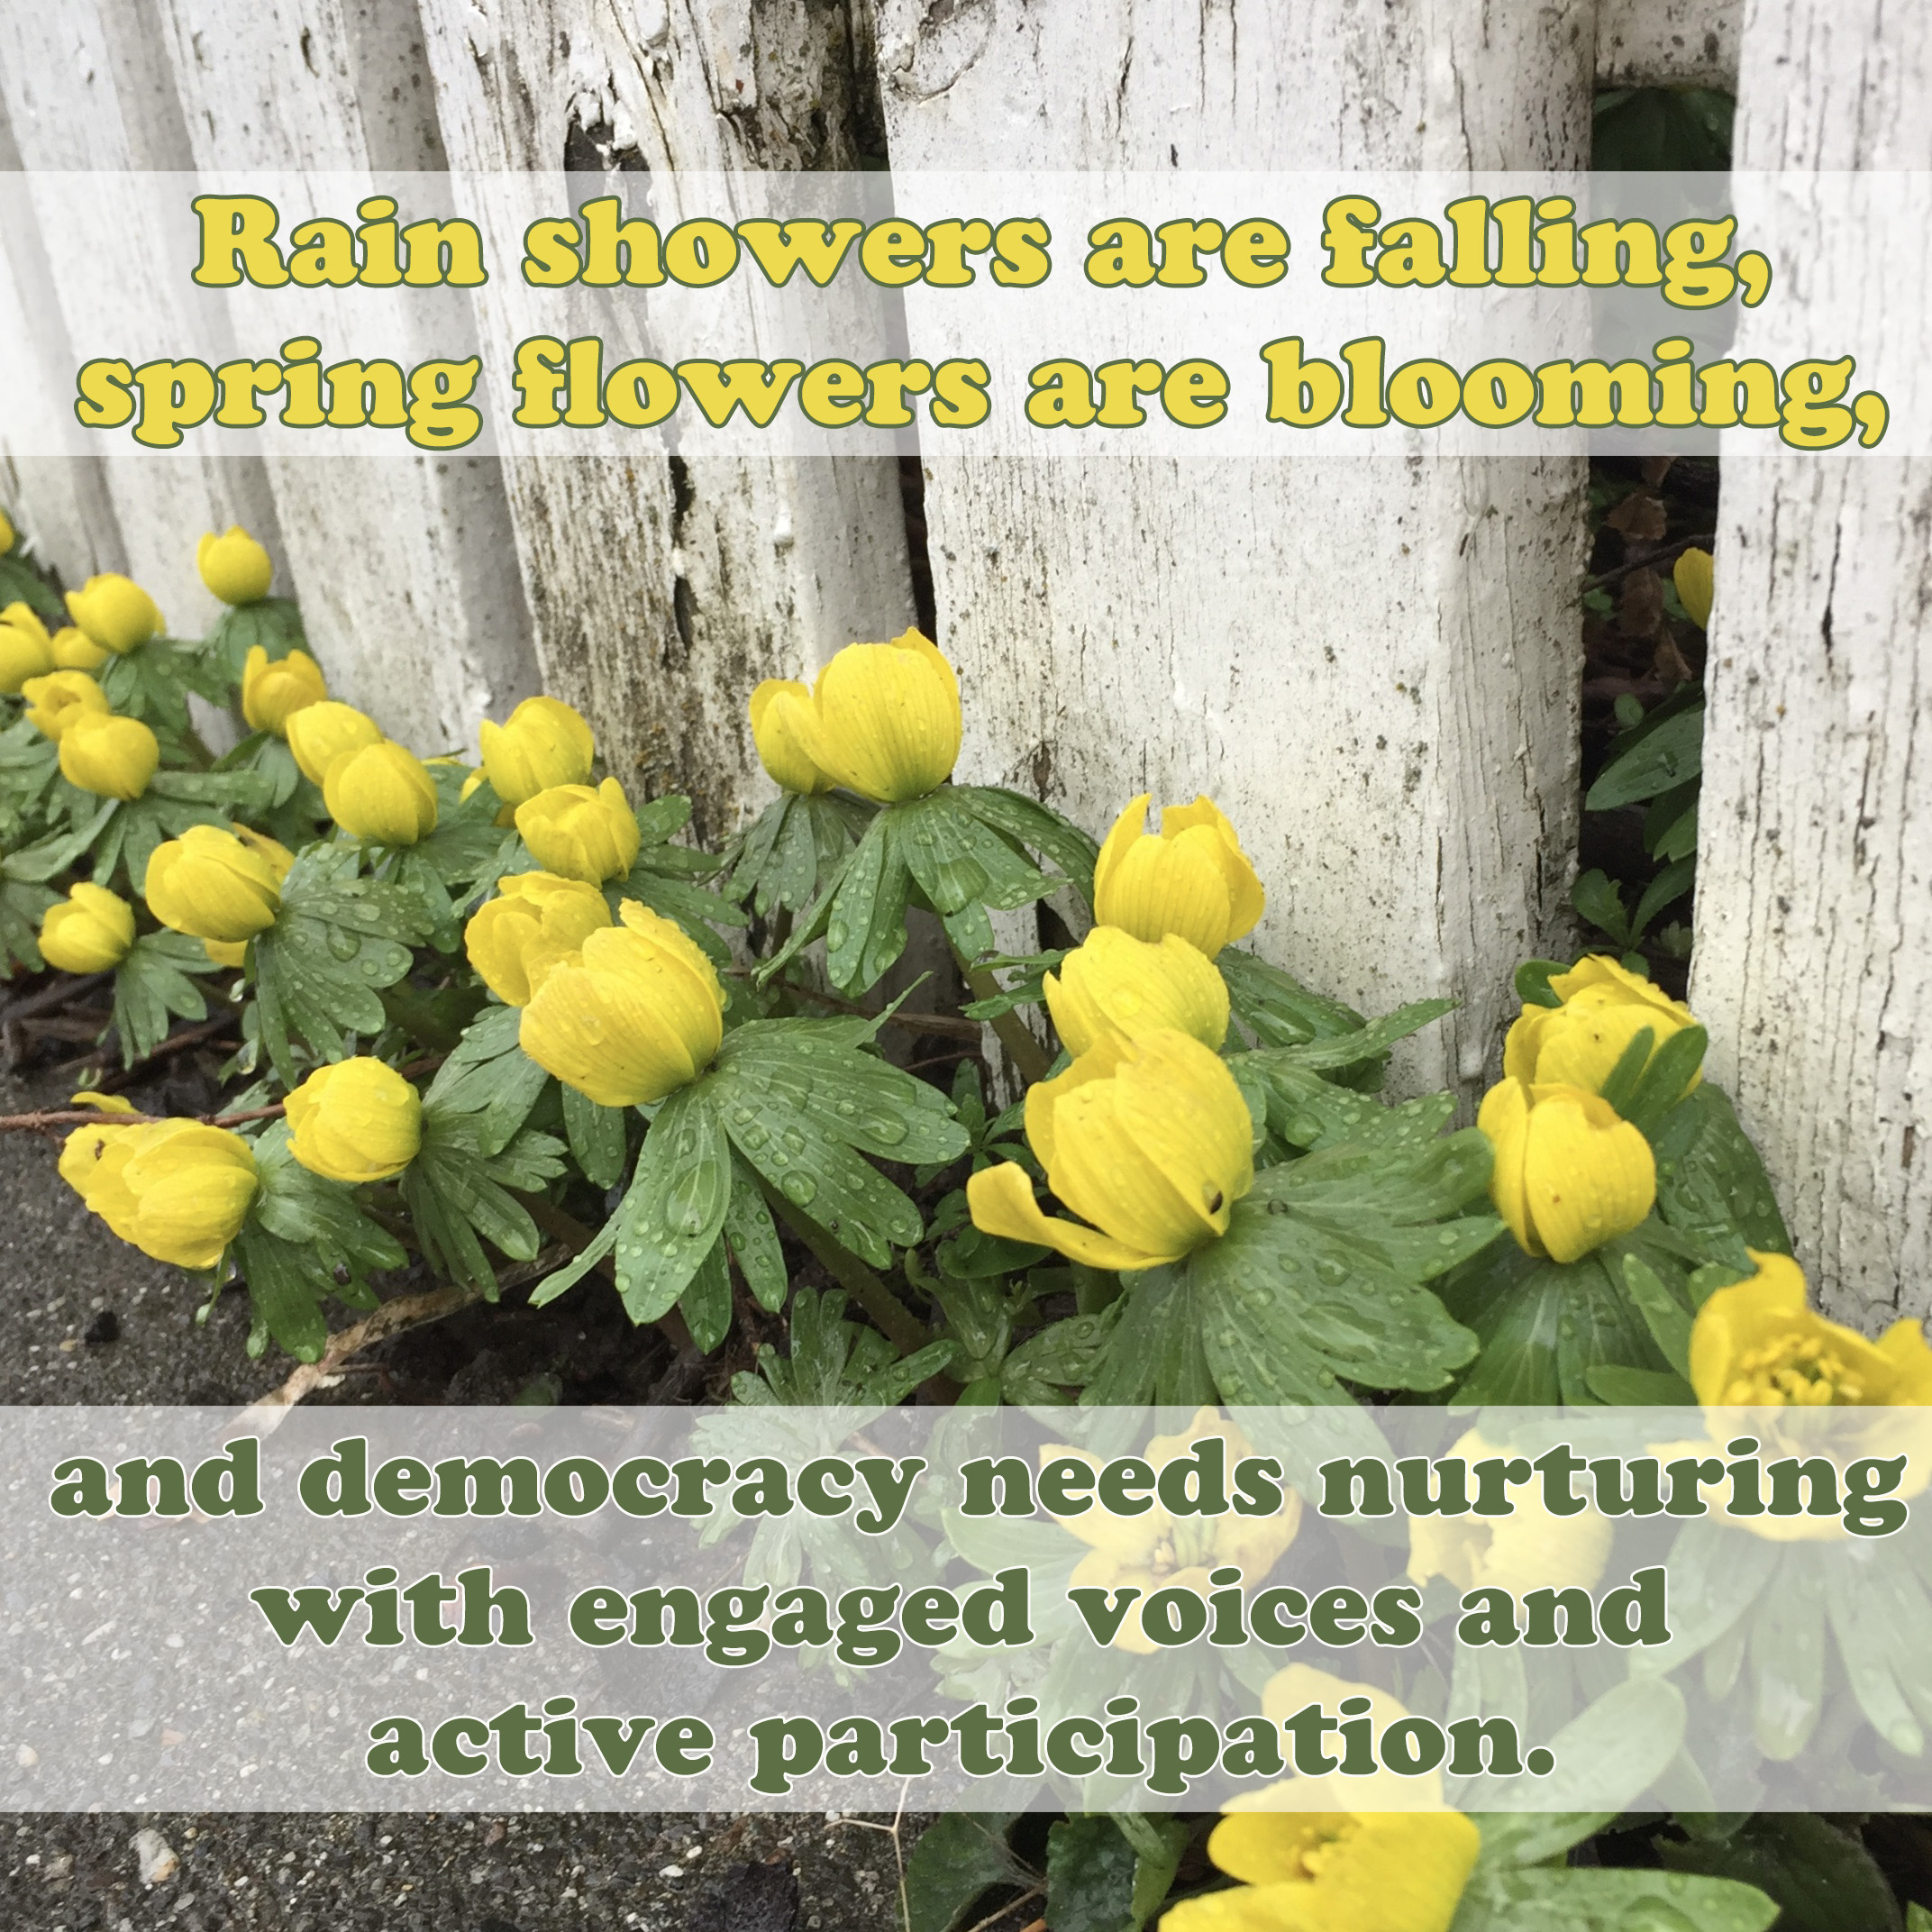 Rain showers are falling,
spring flowers are blooming,
and democracy needs nurturing
with engaged voices and
active participation.